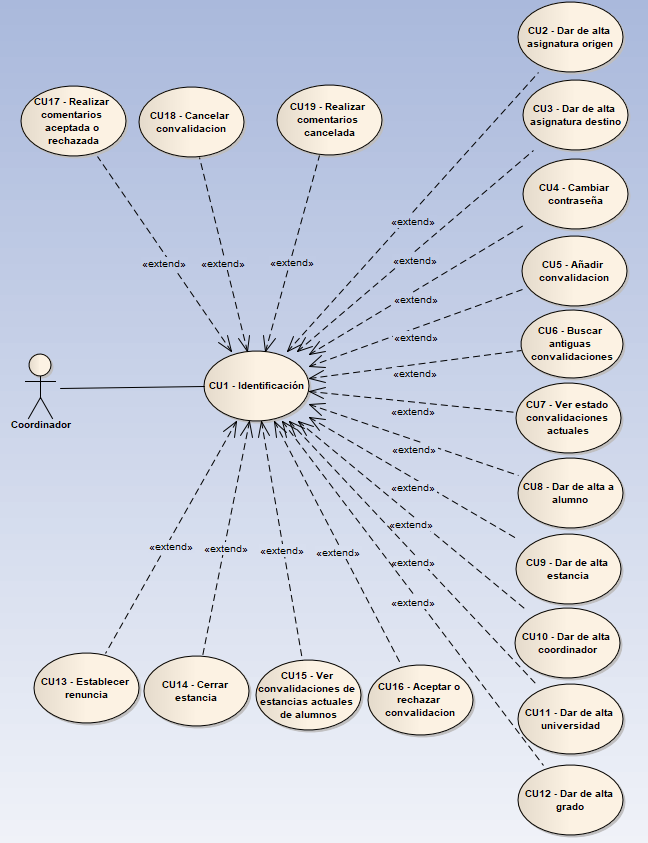 CU2 - Dar de alta
asignatura origen
CU17 - Realizar
comentarios
aceptada o
rechazada
CU18 - Cancelar
convalidacion
CU19 - Realizar
comentarios
cancelada
CU3 - Dar de alta
asignatura destino
CU4 - Cambiar
contraseña
CU5 - Añadir
convalidacion
CU6 - Buscar
antiguas
convalidaciones
CU7 - Ver estado
convalidaciones
actuales
CU8 - Dar de alta a
alumno
CU9 - Dar de alta
estancia
CU10 - Dar de alta
coordinador
CU11 - Dar de alta
universidad
CU12 - Dar de alta
grado
«extend»
«extend»
«extend»
«extend»
«extend»
«extend»
«extend»
«extend»
«extend»
«extend»
«extend»
«extend»
«extend»
«extend»
CU1 - Identificación
Coordinador
«extend»
«extend»
«extend»
«extend»
CU13 - Establecer
renuncia
CU14 - Cerrar
estancia
CU15 - Ver
convalidaciones de
estancias actuales
de alumnos
CU16 - Aceptar o
rechazar
convalidacion